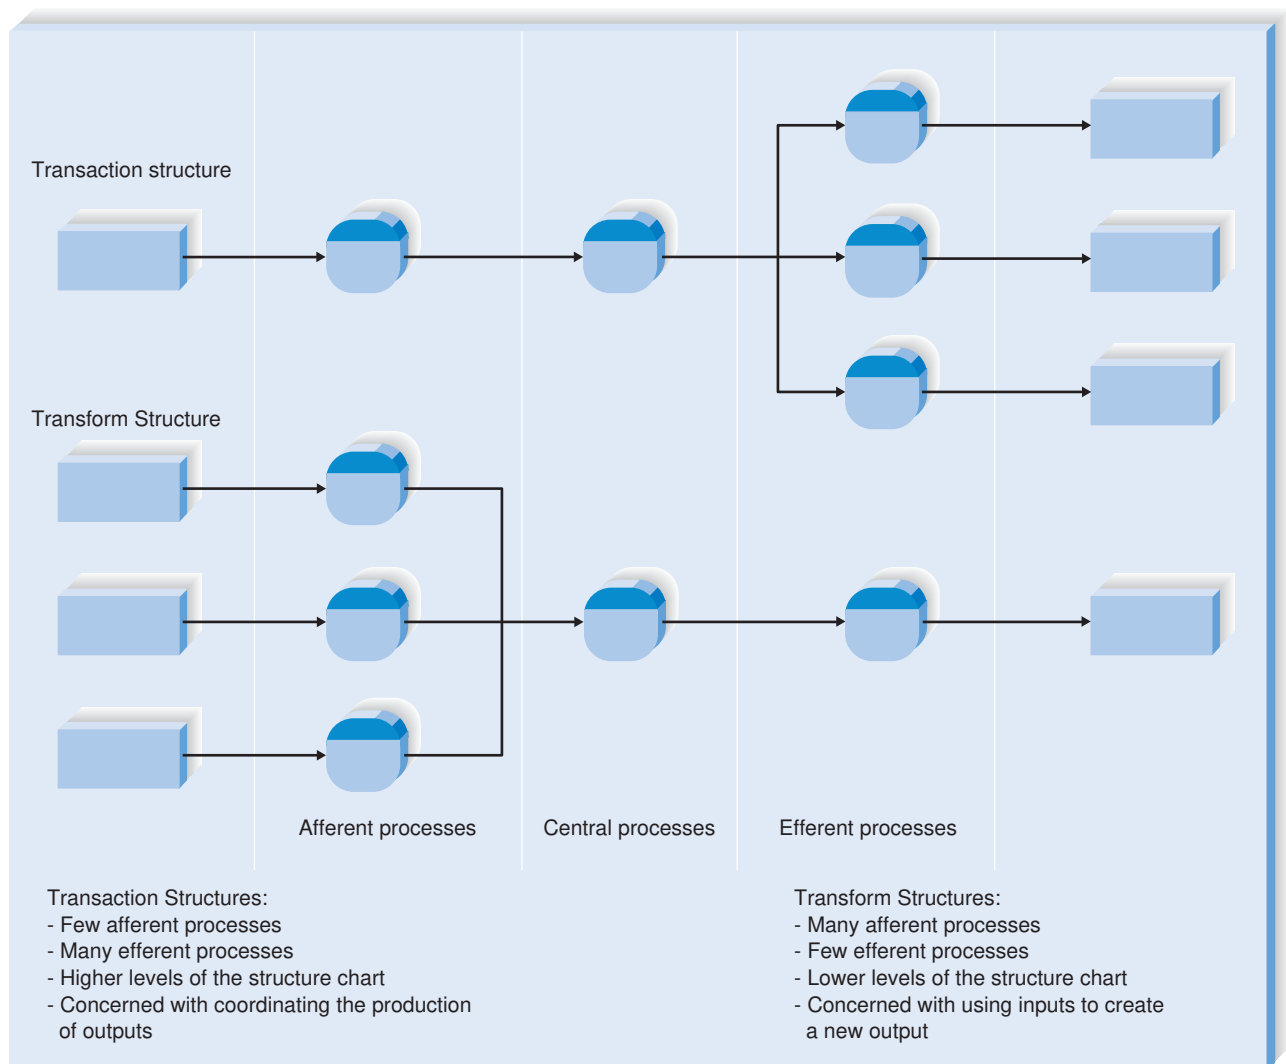 Transaction structure
Transform Structure
Afferent processes
Central processes
Efferent processes
Transaction Structures:
- Few afferent processes
- Many efferent processes
- Higher levels of the structure chart
- Concerned with coordinating the production
of outputs
Transform Structures:
- Many afferent processes
- Few efferent processes
- Lower levels of the structure chart
- Concerned with using inputs to create
a new output